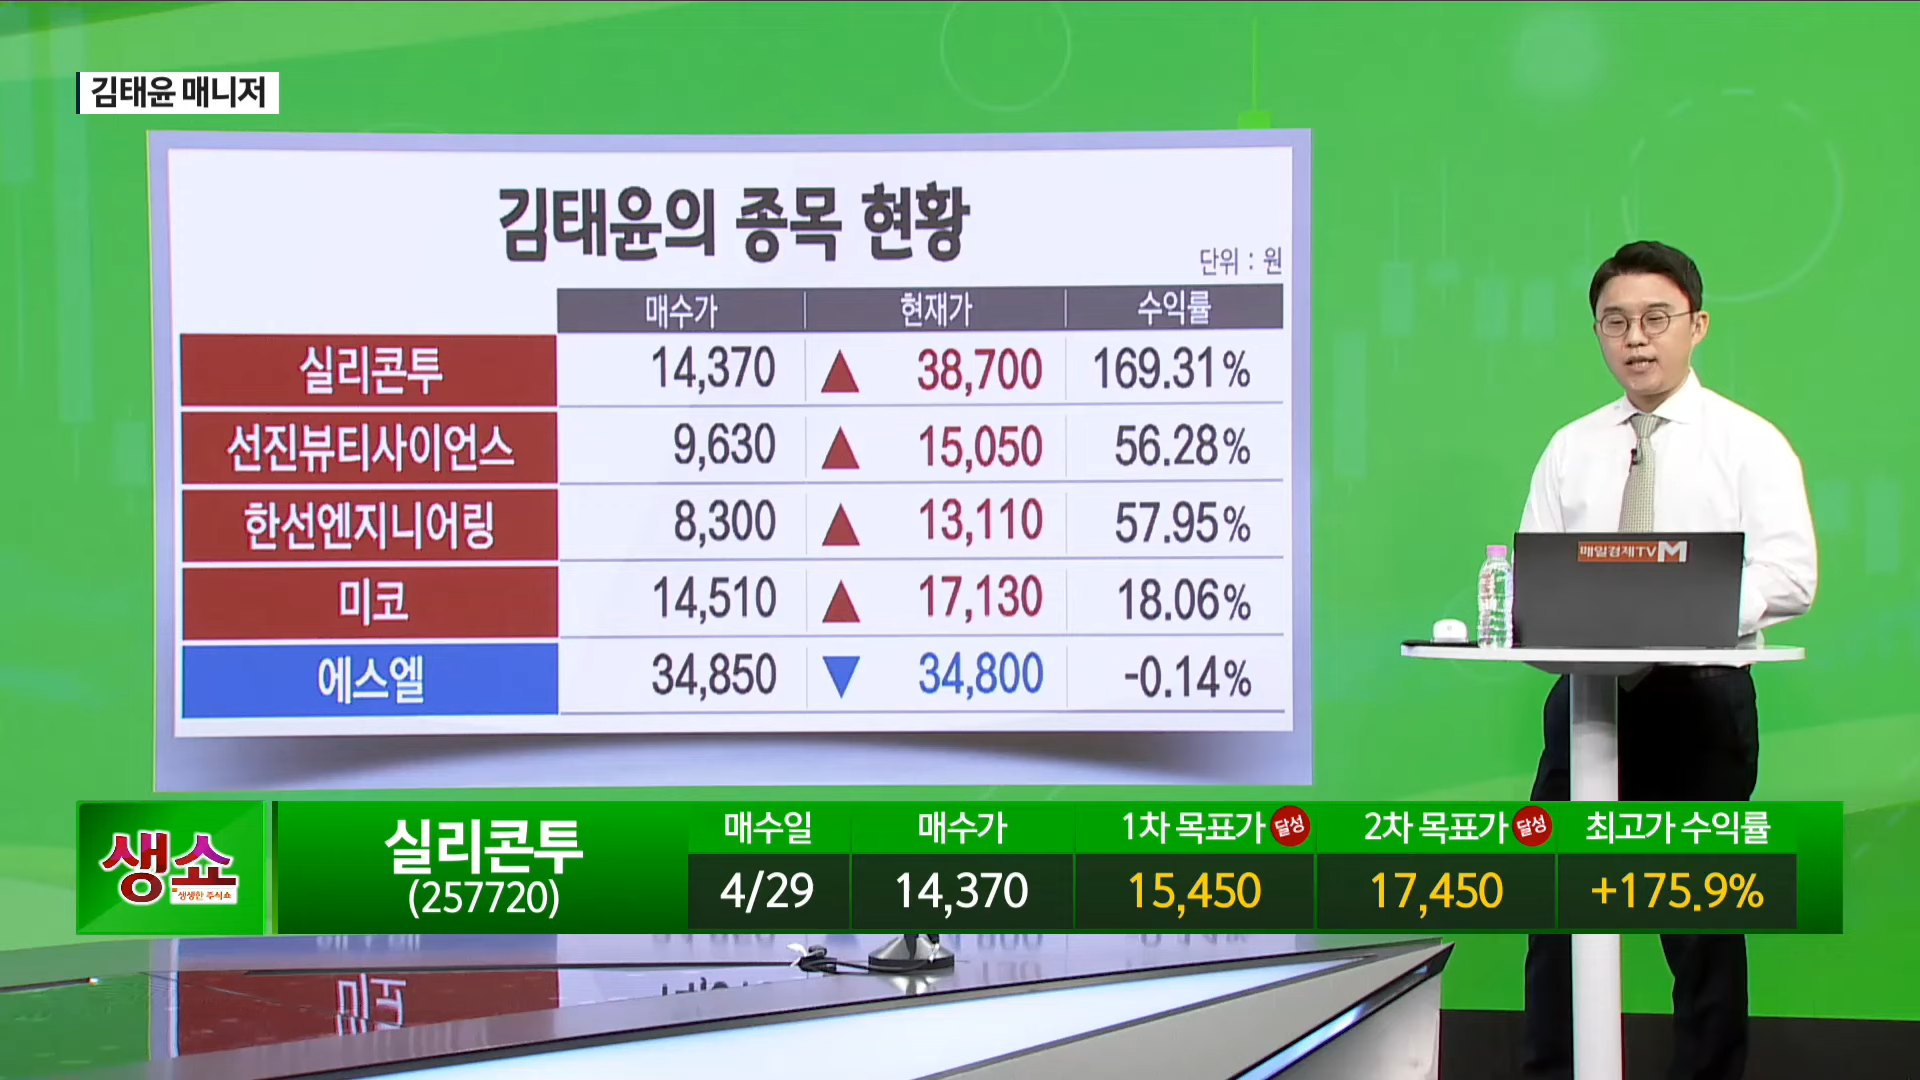 김태윤 매니저
김태윤의 종목 현황
단위 : 원
매수가 현재가 수익률
실리콘투 14,370 ▲ 38,700 169.31%
선진뷰티사이언스 9,630 ▲ 15,050 56.28%
한선엔지니어링 8,300 ▲ 13,110 57.95%
미코 14,510 ▲ 17,130 18.06%
에스엘 34,850 ▼ 34,800 -0.14%
매일경제TV M
생쇼
생생한 주식쇼
실리콘투
(257720)
매수일 매수가 1차 목표가 달성 2차 목표가 달성 최고가 수익률
4/29 14,370 15,450 17,450 +175.9%